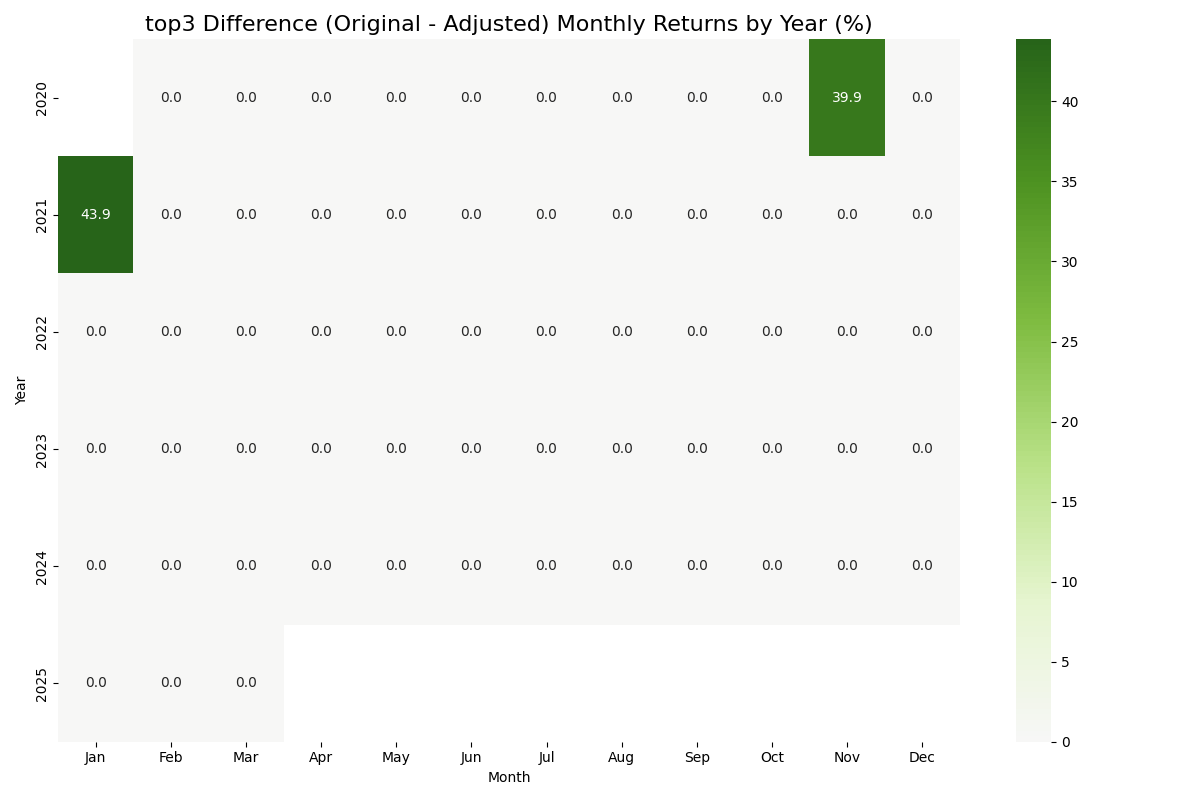 top3 Difference (Original - Adjusted) Monthly Returns by Year (%)
2020 0.0 0.0 0.0 0.0 0.0 0.0 0.0 0.0 0.0 39.9 0.0
2021 43.9 0.0 0.0 0.0 0.0 0.0 0.0 0.0 0.0 0.0 0.0 0.0
2022 0.0 0.0 0.0 0.0 0.0 0.0 0.0 0.0 0.0 0.0 0.0 0.0
2023 0.0 0.0 0.0 0.0 0.0 0.0 0.0 0.0 0.0 0.0 0.0 0.0
2024 0.0 0.0 0.0 0.0 0.0 0.0 0.0 0.0 0.0 0.0 0.0 0.0
2025 0.0 0.0 0.0
Year
Jan Feb Mar Apr May Jun Jul Aug Sep Oct Nov Dec
Month
40
35
30
25
20
15
10
5
0